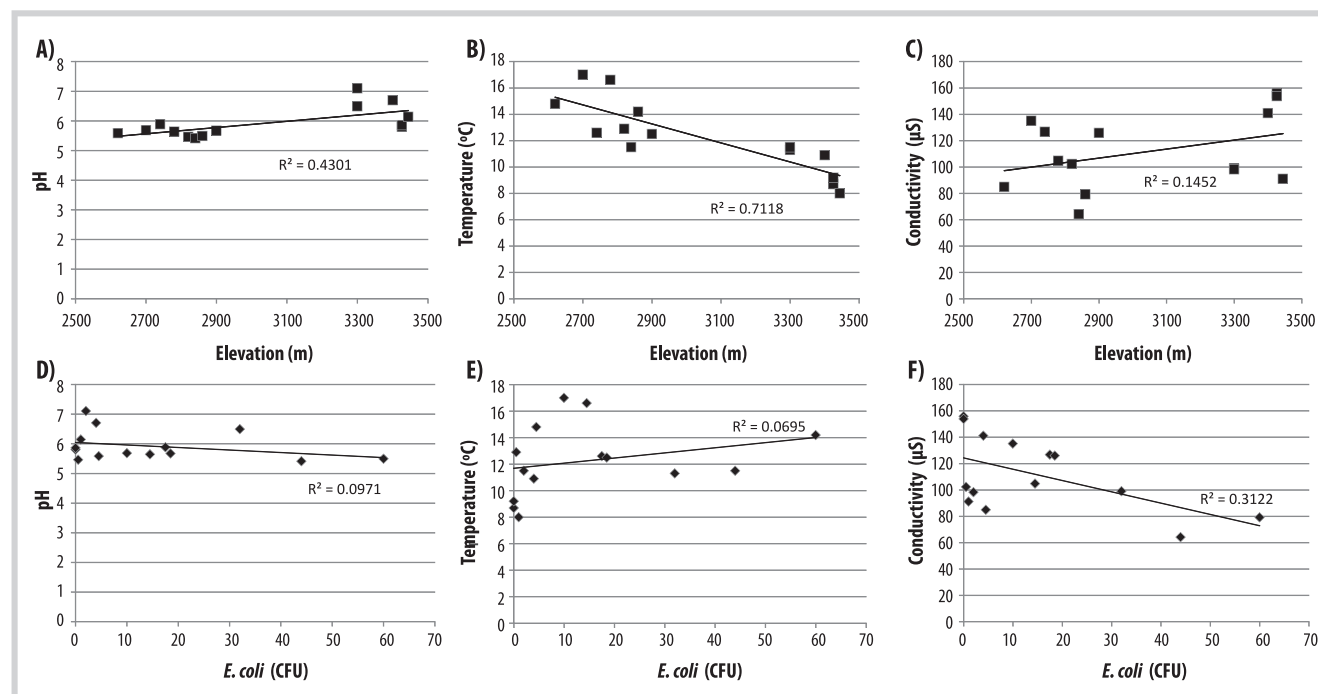 A)
8
7
6
5
4
3
2
1
0
pH
R² = 0.4301
2500 2700 2900 3100 3300 3500
Elevation (m)
B)
18
16
14
12
10
8
6
4
2
0
Temperature (ºC)
R² = 0.7118
2500 2700 2900 3100 3300 3500
Elevation (m)
C)
180
160
140
120
100
80
60
40
20
0
Conductivity (µS)
R² = 0.1452
2500 2700 2900 3100 3300 3500
Elevation (m)
D)
8
7
6
5
4
3
2
1
0
pH
R² = 0.0971
0 10 20 30 40 50 60 70
E. coli (CFU)
E)
18
16
14
12
10
8
6
4
2
0
Temperature (ºC)
R² = 0.0695
0 10 20 30 40 50 60 70
E. coli (CFU)
F)
180
160
140
120
100
80
60
40
20
0
Conductivity (µS)
R² = 0.3122
0 10 20 30 40 50 60 70
E. coli (CFU)